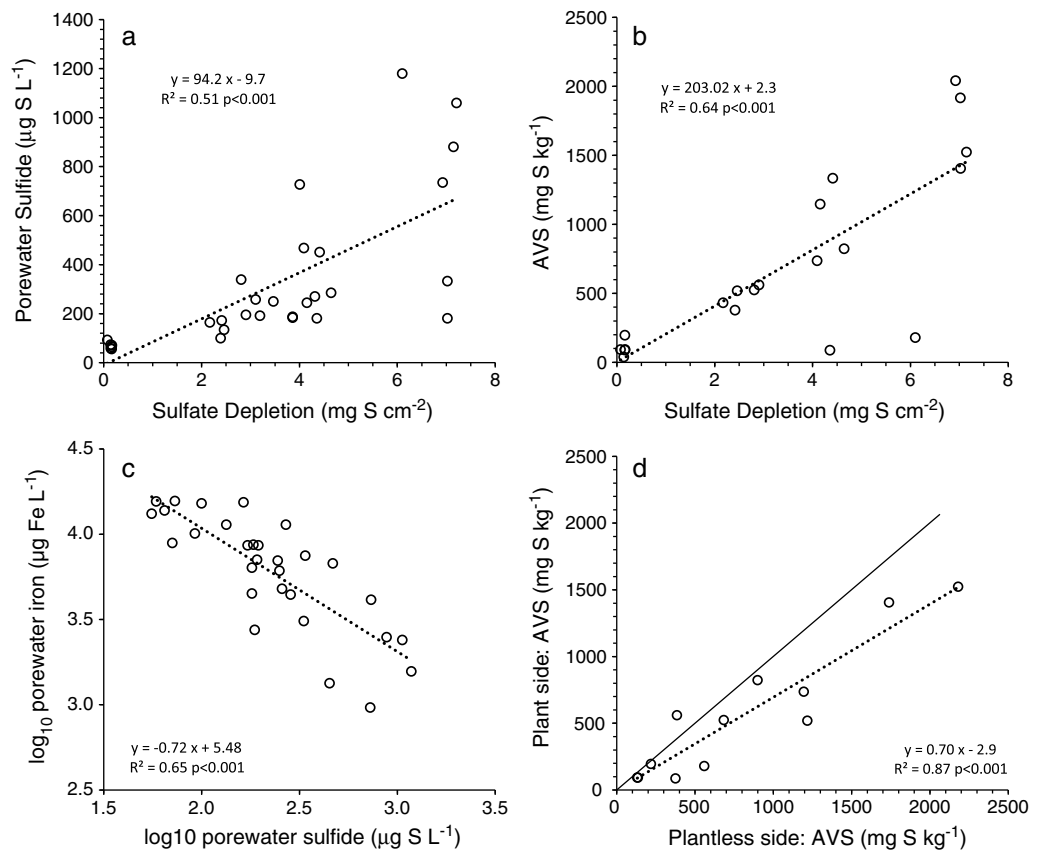 a
y = 94.2 x - 9.7
R² = 0.51 p<0.001
Porewater Sulfide (µg S L⁻¹)
1400
1200
1000
800
600
400
200
0
0 2 4 6 8
Sulfate Depletion (mg S cm⁻²)
b
y = 203.02 x + 2.3
R² = 0.64 p<0.001
AVS (mg S kg⁻¹)
2500
2000
1500
1000
500
0
0 2 4 6 8
Sulfate Depletion (mg S cm⁻²)
c
log₁₀ porewater iron (µg Fe L⁻¹)
4.5
4.0
3.5
3.0
2.5
y = -0.72 x + 5.48
R² = 0.65 p<0.001
1.5 2.0 2.5 3.0 3.5
log10 porewater sulfide (µg S L⁻¹)
d
Plant side: AVS (mg S kg⁻¹)
2500
2000
1500
1000
500
0
y = 0.70 x - 2.9
R² = 0.87 p<0.001
0 500 1000 1500 2000 2500
Plantless side: AVS (mg S kg⁻¹)